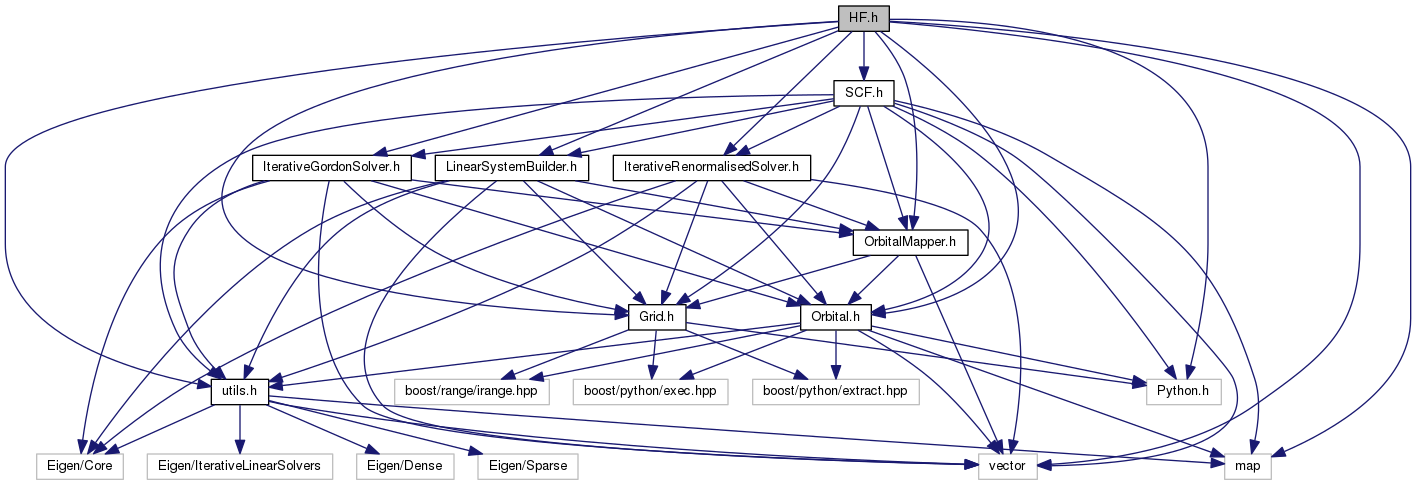 HF.h
SCF.h
IterativeGordonSolver.h
LinearSystemBuilder.h
IterativeRenormalisedSolver.h
OrbitalMapper.h
Grid.h
Orbital.h
utils.h
boost/range/irange.hpp
boost/python/exec.hpp
boost/python/extract.hpp
Python.h
Eigen/Core
Eigen/IterativeLinearSolvers
Eigen/Dense
Eigen/Sparse
vector
map